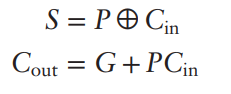 S = P ⊕ C_in
C_out = G + PC_in